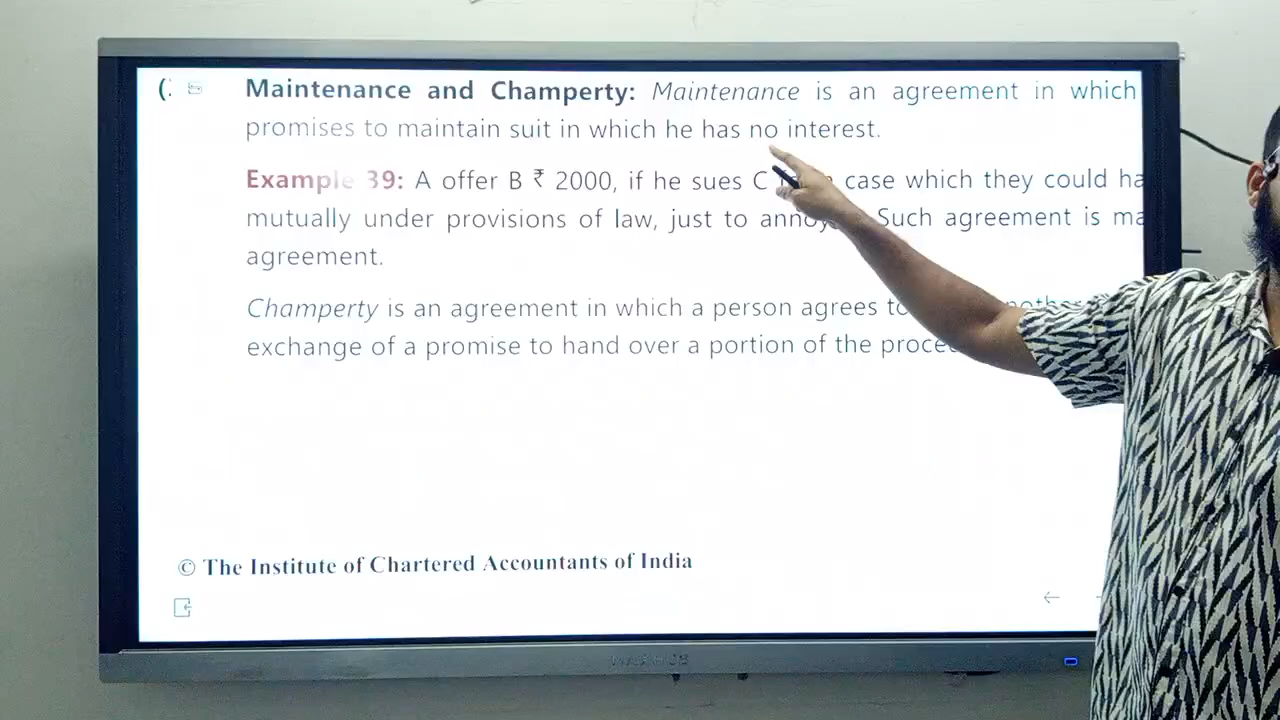 (
Maintenance and Champerty: Maintenance is an agreement in which
promises to maintain suit in which he has no interest.
Example 39: A offer B ₹ 2000, if he sues C case which they could
mutually under provisions of law, just to Such agreement is
agreement.
Champerty is an agreement in which a person agrees
exchange of a promise to hand over a portion of the
© The Institute of Chartered Accountants of India